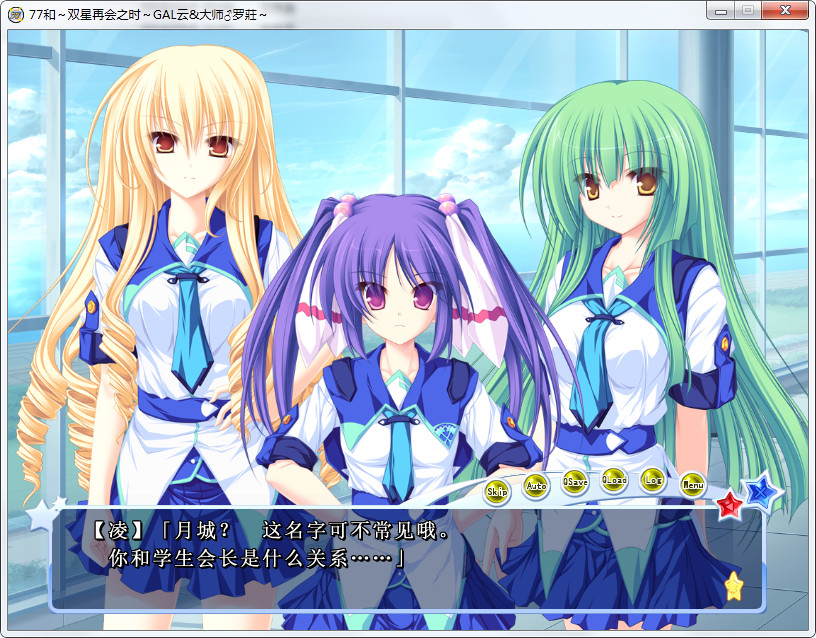 77和～双星再会之时～GAL云&大师♂罗莊～
Skip
Auto
QSave
QLoad
Log
Menu
【凌】「月城？　这名字可不常见哦。
你和学生会长是什么关系……」